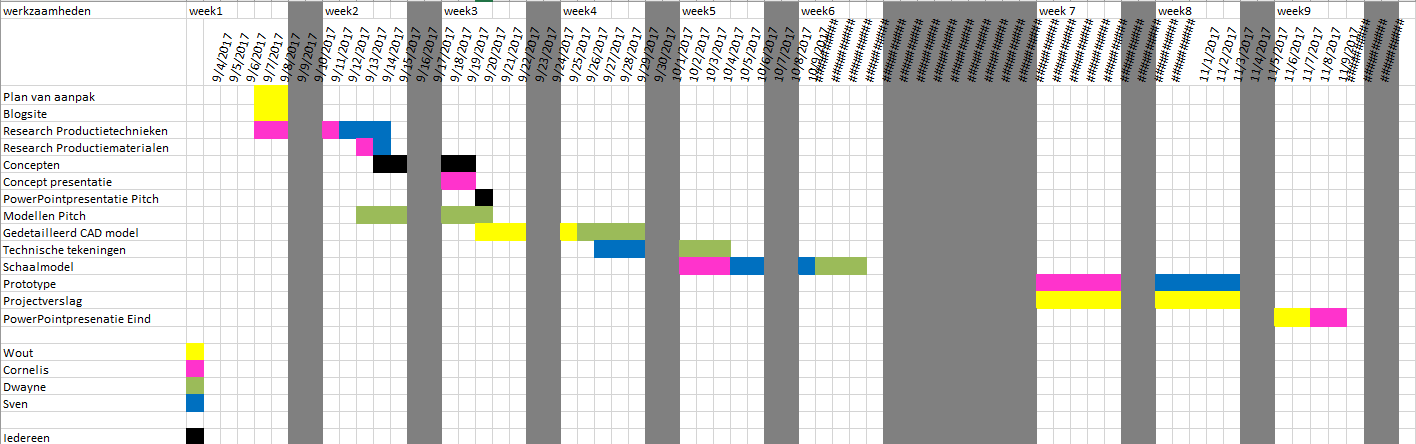 werkzaamheden
week1
week2
week3
week4
week5
week6
week 7
week8
week9
9/4/2017
9/5/2017
9/6/2017
9/7/2017
9/8/2017
9/9/2017
9/10/2017
9/11/2017
9/12/2017
9/13/2017
9/14/2017
9/15/2017
9/16/2017
9/17/2017
9/18/2017
9/19/2017
9/20/2017
9/21/2017
9/22/2017
9/23/2017
9/24/2017
9/25/2017
9/26/2017
9/27/2017
9/28/2017
9/29/2017
9/30/2017
10/1/2017
10/2/2017
10/3/2017
10/4/2017
10/5/2017
10/6/2017
10/7/2017
10/8/2017
10/9/2017
11/1/2017
11/2/2017
11/3/2017
11/4/2017
11/5/2017
11/6/2017
11/7/2017
11/8/2017
11/9/2017
Plan van aanpak
Blogsite
Research Productietechnieken
Research Productiematerialen
Concepten
Concept presentatie
PowerPointpresentatie Pitch
Modellen Pitch
Gedetailleerd CAD model
Technische tekeningen
Schaalmodel
Prototype
Projectverslag
PowerPointpresenatie Eind
Wout
Cornelis
Dwayne
Sven
Iedereen